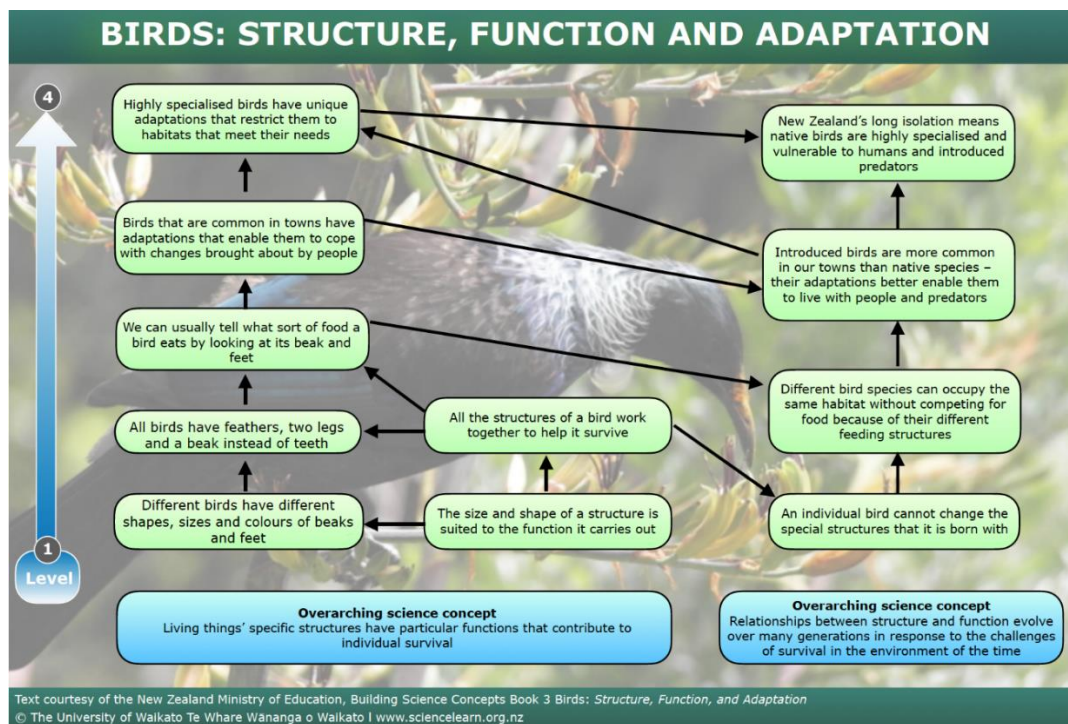 BIRDS: STRUCTURE, FUNCTION AND ADAPTATION
4
Highly specialised birds have unique
adaptations that restrict them to
habitats that meet their needs
New Zealand's long isolation means
native birds are highly specialised and
vulnerable to humans and introduced
predators
Birds that are common in towns have
adaptations that enable them to cope
with changes brought about by people
Introduced birds are more common
in our towns than native species –
their adaptations better enable them
to live with people and predators
We can usually tell what sort of food a
bird eats by looking at its beak and
feet
Different bird species can occupy the
same habitat without competing for
food because of their different
feeding structures
All birds have feathers, two legs
and a beak instead of teeth
All the structures of a bird work
together to help it survive
Different birds have different
shapes, sizes and colours of beaks
and feet
The size and shape of a structure is
suited to the function it carries out
An individual bird cannot change the
special structures that it is born with
1
Level
Overarching science concept
Living things' specific structures have particular functions that contribute to
individual survival
Overarching science concept
Relationships between structure and function evolve
over many generations in response to the challenges
of survival in the environment of the time
Text courtesy of the New Zealand Ministry of Education, Building Science Concepts Book 3 Birds: Structure, Function, and Adaptation
© The University of Waikato Te Whare Wānanga o Waikato I www.sciencelearn.org.nz